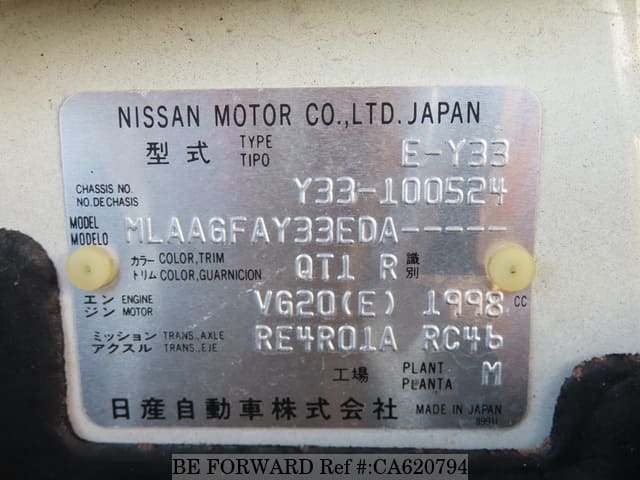 NISSAN MOTOR CO.,LTD. JAPAN
型式 TYPE TIPO E-Y33
CHASSIS NO. NO.DE CHASIS Y33-100524
MODEL MODELO MLAAGFAY33EDA-----
カラー COLOR,TRIM トリム COLOR,GUARNICION QT1 R 識別
エンジン ENGINE MOTOR VG20(E) 1998 CC
ミッション TRANS.,AXLE アクスル TRANS.,EJE RE4R01A RC46
工場 PLANT PLANTA M
日産自動車株式会社 MADE IN JAPAN
8991I
BE FORWARD Ref #:CA620794